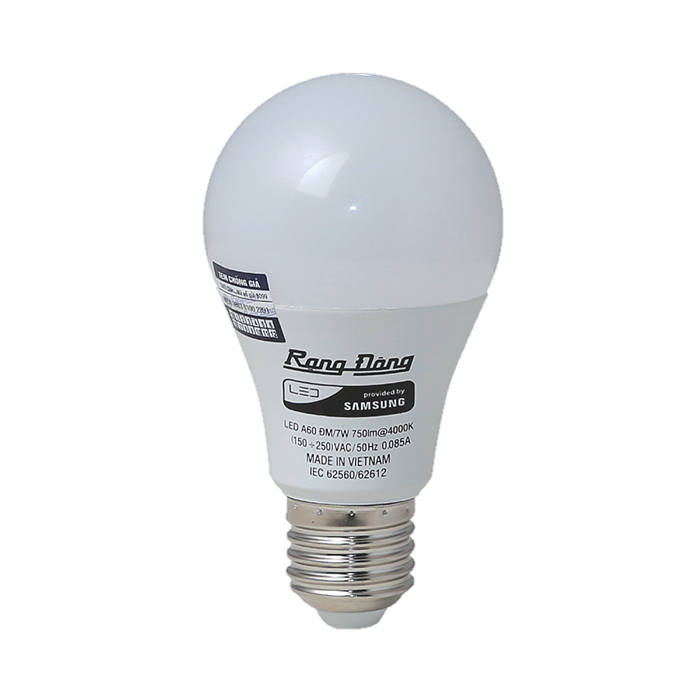 TEM CHỐNG GIẢ
Rạng Đông
LED
provided by
SAMSUNG
LED A60 ĐM/7W 750lm@4000K
(150÷250)VAC/50Hz 0.085A
MADE IN VIETNAM
IEC 62560/62612